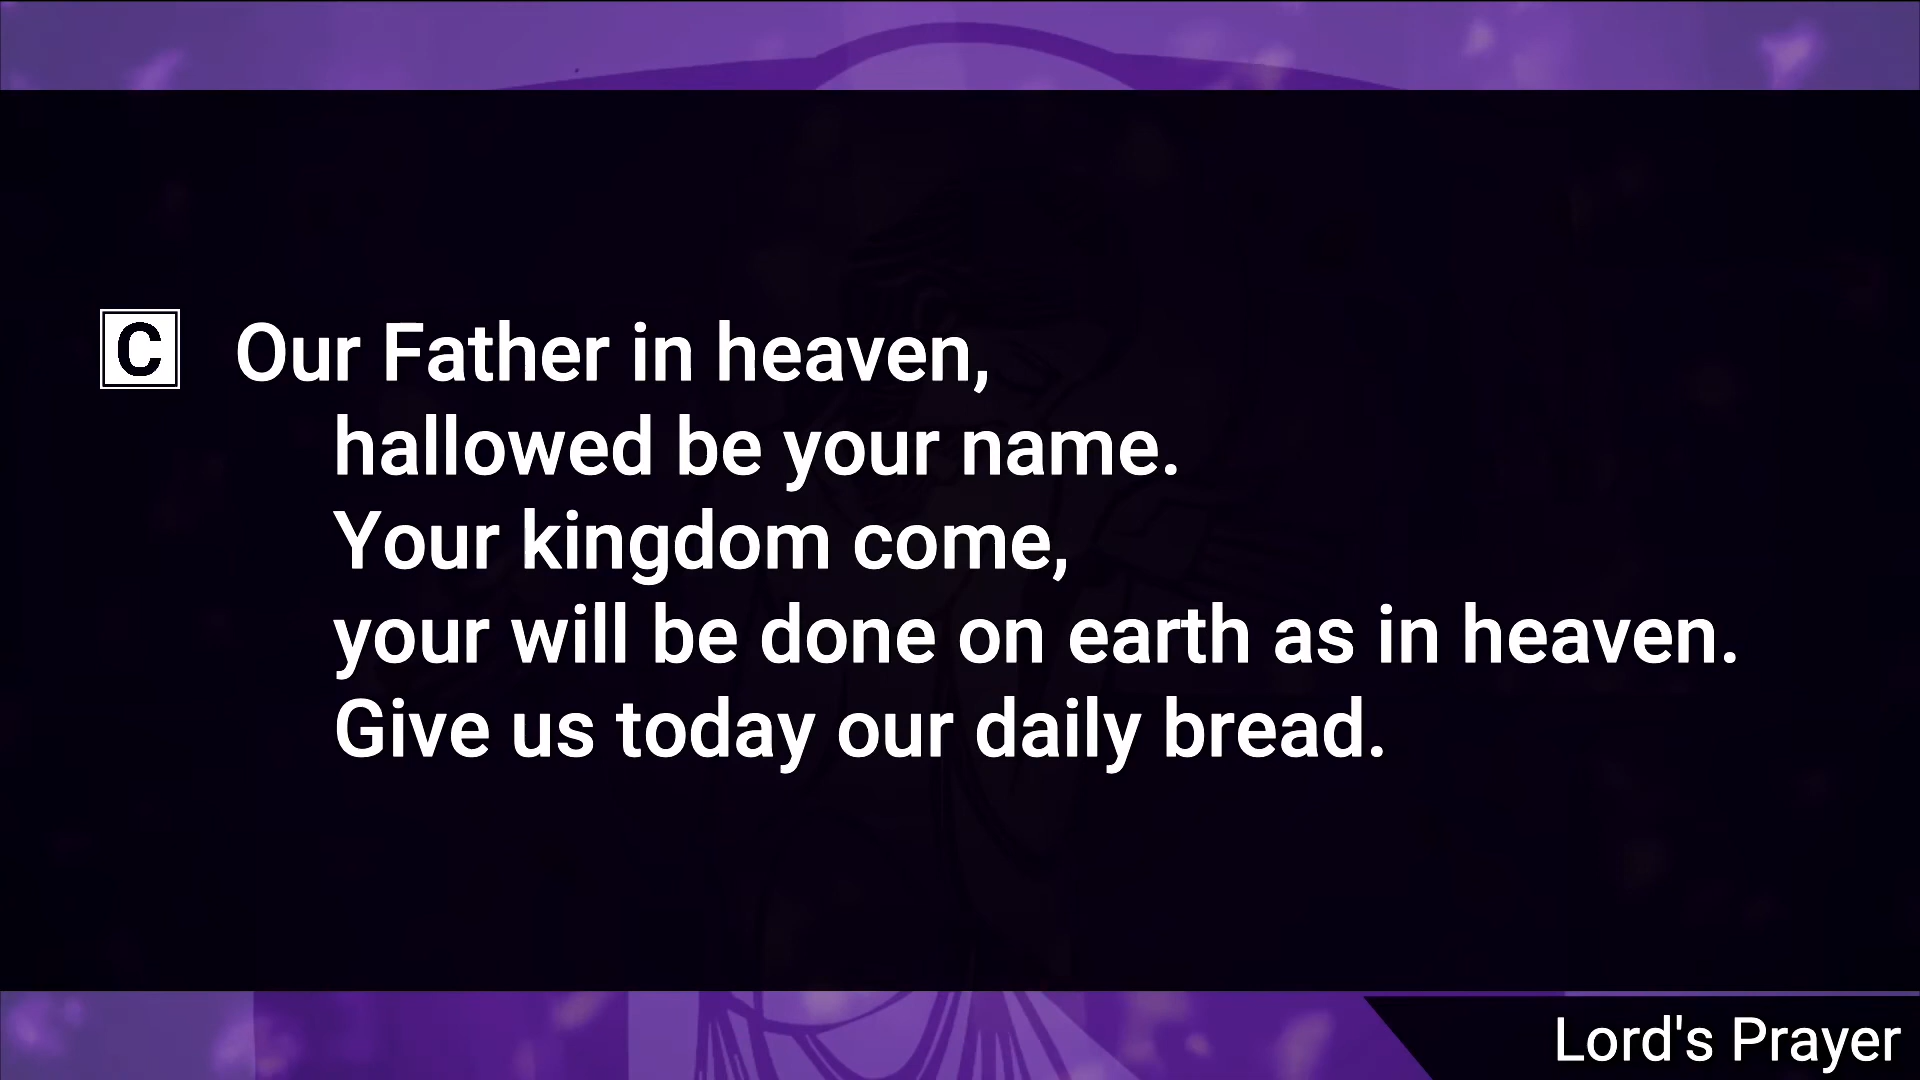 C Our Father in heaven,
hallowed be your name.
Your kingdom come,
your will be done on earth as in heaven.
Give us today our daily bread.
Lord's Prayer